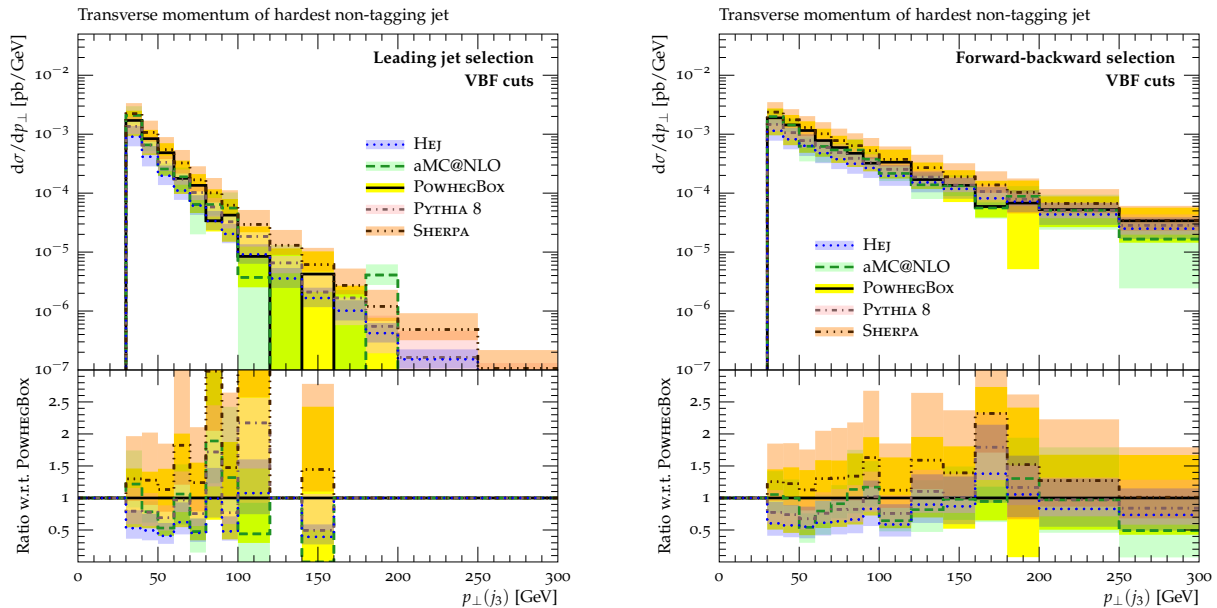 Transverse momentum of hardest non-tagging jet
Leading jet selection
VBF cuts
dσ/dp⊥ [pb/GeV]
10⁻²
10⁻³
10⁻⁴
10⁻⁵
10⁻⁶
10⁻⁷
HEJ
aMC@NLO
POWHEGBOX
PYTHIA 8
SHERPA
Ratio w.r.t. POWHEGBOX
2.5
2
1.5
1
0.5
0 50 100 150 200 250 300
p⊥(j₃) [GeV]
Transverse momentum of hardest non-tagging jet
Forward-backward selection
VBF cuts
dσ/dp⊥ [pb/GeV]
10⁻²
10⁻³
10⁻⁴
10⁻⁵
10⁻⁶
10⁻⁷
HEJ
aMC@NLO
POWHEGBOX
PYTHIA 8
SHERPA
Ratio w.r.t. POWHEGBOX
2.5
2
1.5
1
0.5
0 50 100 150 200 250 300
p⊥(j₃) [GeV]